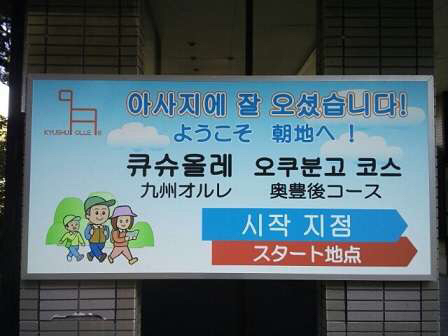 KYUSHU OLLE
아사지에 잘 오셨습니다!
ようこそ 朝地へ！
큐슈올레 오쿠분고 코스
九州オルレ 奥豊後コース
시작 지점
スタート地点